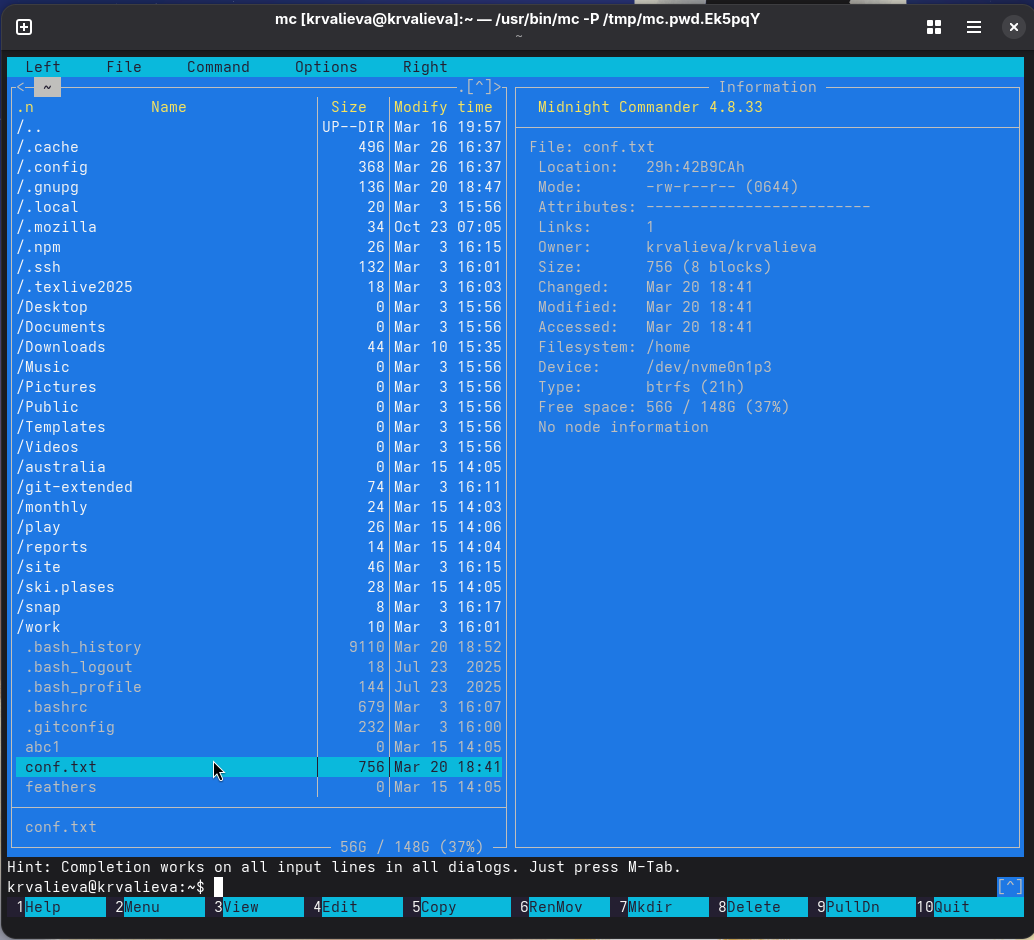 mc [krvalieva@krvalieva]:~ — /usr/bin/mc -P /tmp/mc.pwd.Ek5pqY
~
Left File Command Options Right
<─ ~ .[^]>
.n Name Size Modify time
/.. UP--DIR Mar 16 19:57
/.cache 496 Mar 26 16:37
/.config 368 Mar 26 16:37
/.gnupg 136 Mar 20 18:47
/.local 20 Mar 3 15:56
/.mozilla 34 Oct 23 07:05
/.npm 26 Mar 3 16:15
/.ssh 132 Mar 3 16:01
/.texlive2025 18 Mar 3 16:03
/Desktop 0 Mar 3 15:56
/Documents 0 Mar 3 15:56
/Downloads 44 Mar 10 15:35
/Music 0 Mar 3 15:56
/Pictures 0 Mar 3 15:56
/Public 0 Mar 3 15:56
/Templates 0 Mar 3 15:56
/Videos 0 Mar 3 15:56
/australia 0 Mar 15 14:05
/git-extended 74 Mar 3 16:11
/monthly 24 Mar 15 14:03
/play 26 Mar 15 14:06
/reports 14 Mar 15 14:04
/site 46 Mar 3 16:15
/ski.plases 28 Mar 15 14:05
/snap 8 Mar 3 16:17
/work 10 Mar 3 16:01
.bash_history 9110 Mar 20 18:52
.bash_logout 18 Jul 23 2025
.bash_profile 144 Jul 23 2025
.bashrc 679 Mar 3 16:07
.gitconfig 232 Mar 3 16:00
abc1 0 Mar 15 14:05
conf.txt 756 Mar 20 18:41
feathers 0 Mar 15 14:05
conf.txt
56G / 148G (37%)
Information
Midnight Commander 4.8.33
File: conf.txt
Location: 29h:42B9CAh
Mode: -rw-r--r-- (0644)
Attributes: -------------------------
Links: 1
Owner: krvalieva/krvalieva
Size: 756 (8 blocks)
Changed: Mar 20 18:41
Modified: Mar 20 18:41
Accessed: Mar 20 18:41
Filesystem: /home
Device: /dev/nvme0n1p3
Type: btrfs (21h)
Free space: 56G / 148G (37%)
No node information
Hint: Completion works on all input lines in all dialogs. Just press M-Tab.
krvalieva@krvalieva:~$ [^]
1Help 2Menu 3View 4Edit 5Copy 6RenMov 7Mkdir 8Delete 9PullDn 10Quit